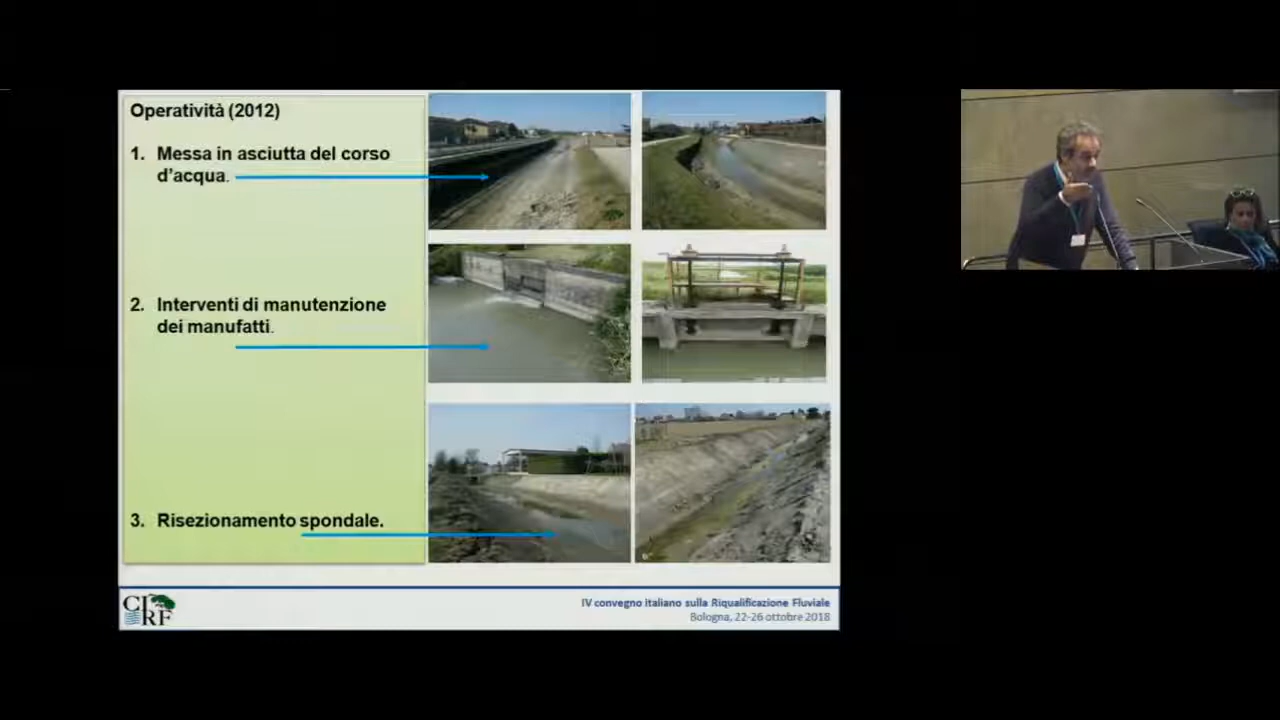 Operatività (2012)
1. Messa in asciutta del corso
d'acqua.
2. Interventi di manutenzione
dei manufatti.
3. Risezionamento spondale.
CIRF
IV convegno italiano sulla Riqualificazione Fluviale
Bologna, 22-26 ottobre 2018